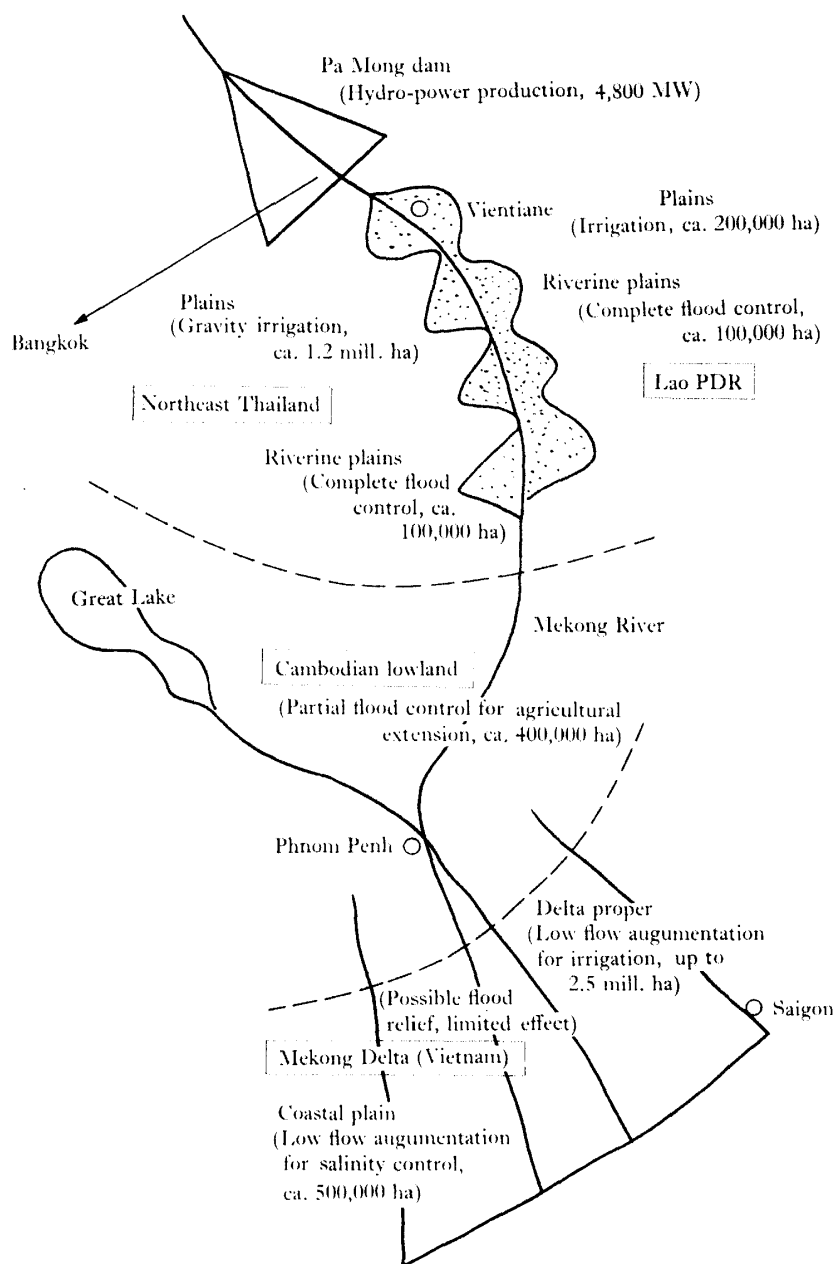 Pa Mong dam
(Hydro-power production, 4,800 MW)
Vientiane
Plains
(Irrigation, ca. 200,000 ha)
Riverine plains
(Complete flood control,
ca. 100,000 ha)
Lao PDR
Plains
(Gravity irrigation,
ca. 1.2 mill. ha)
Bangkok
Northeast Thailand
Riverine plains
(Complete flood
control, ca.
100,000 ha)
Great Lake
Mekong River
Cambodian lowland
(Partial flood control for agricultural
extension, ca. 400,000 ha)
Phnom Penh
Delta proper
(Low flow augumentation
for irrigation, up to
2.5 mill. ha)
Saigon
(Possible flood
relief, limited effect)
Mekong Delta (Vietnam)
Coastal plain
(Low flow augumentation
for salinity control,
ca. 500,000 ha)